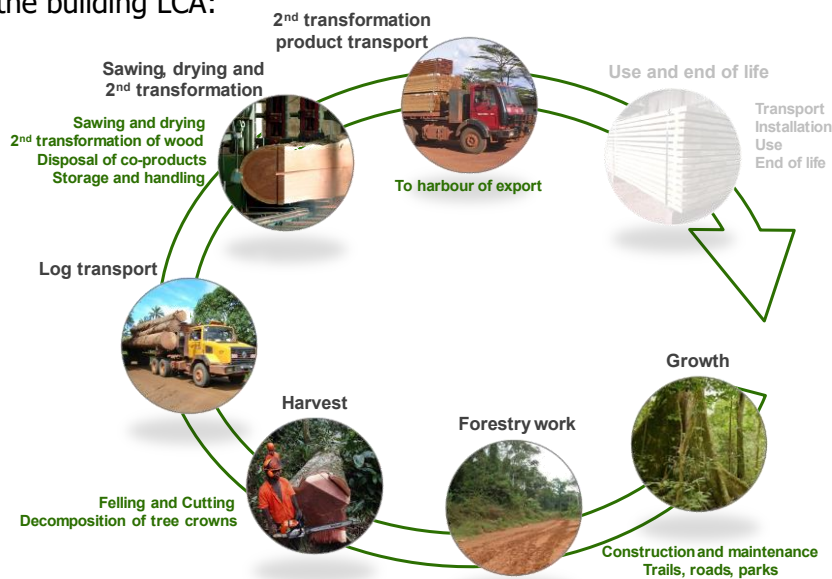 the building LCA:
2nd transformation
product transport
Sawing, drying and
2nd transformation
Use and end of life
Sawing and drying
2nd transformation of wood
Disposal of co-products
Storage and handling
Transport
Installation
Use
End of life
To harbour of export
Log transport
Growth
Harvest
Forestry work
Felling and Cutting
Decomposition of tree crowns
Construction and maintenance
Trails, roads, parks